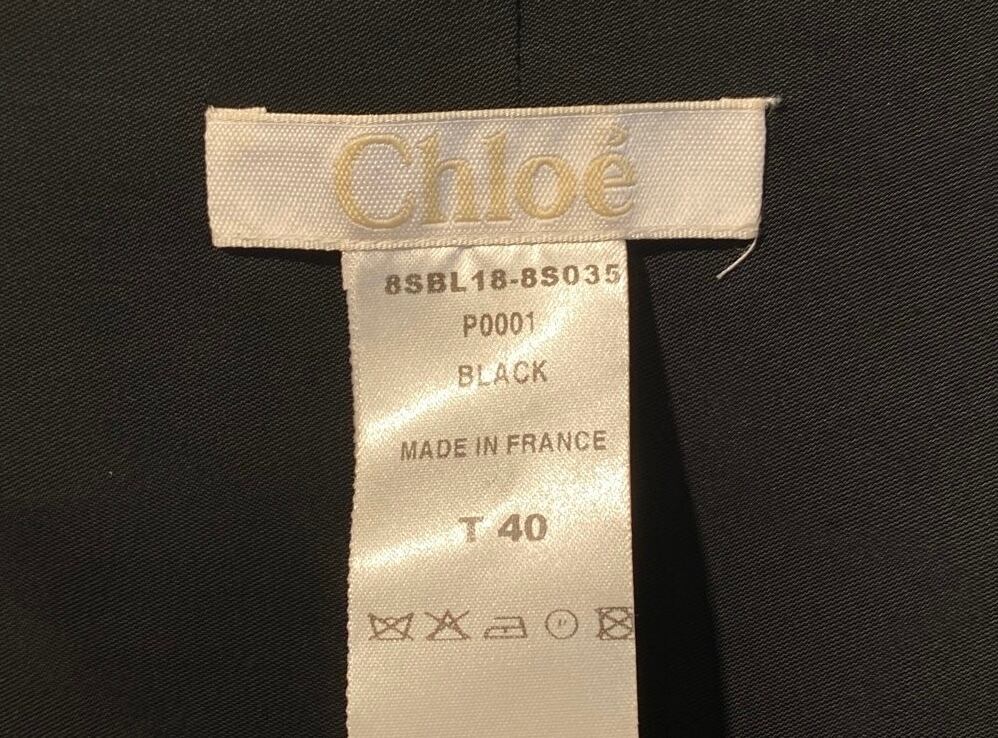 Chloé
8SBL18-8S035
P0001
BLACK
MADE IN FRANCE
T 40